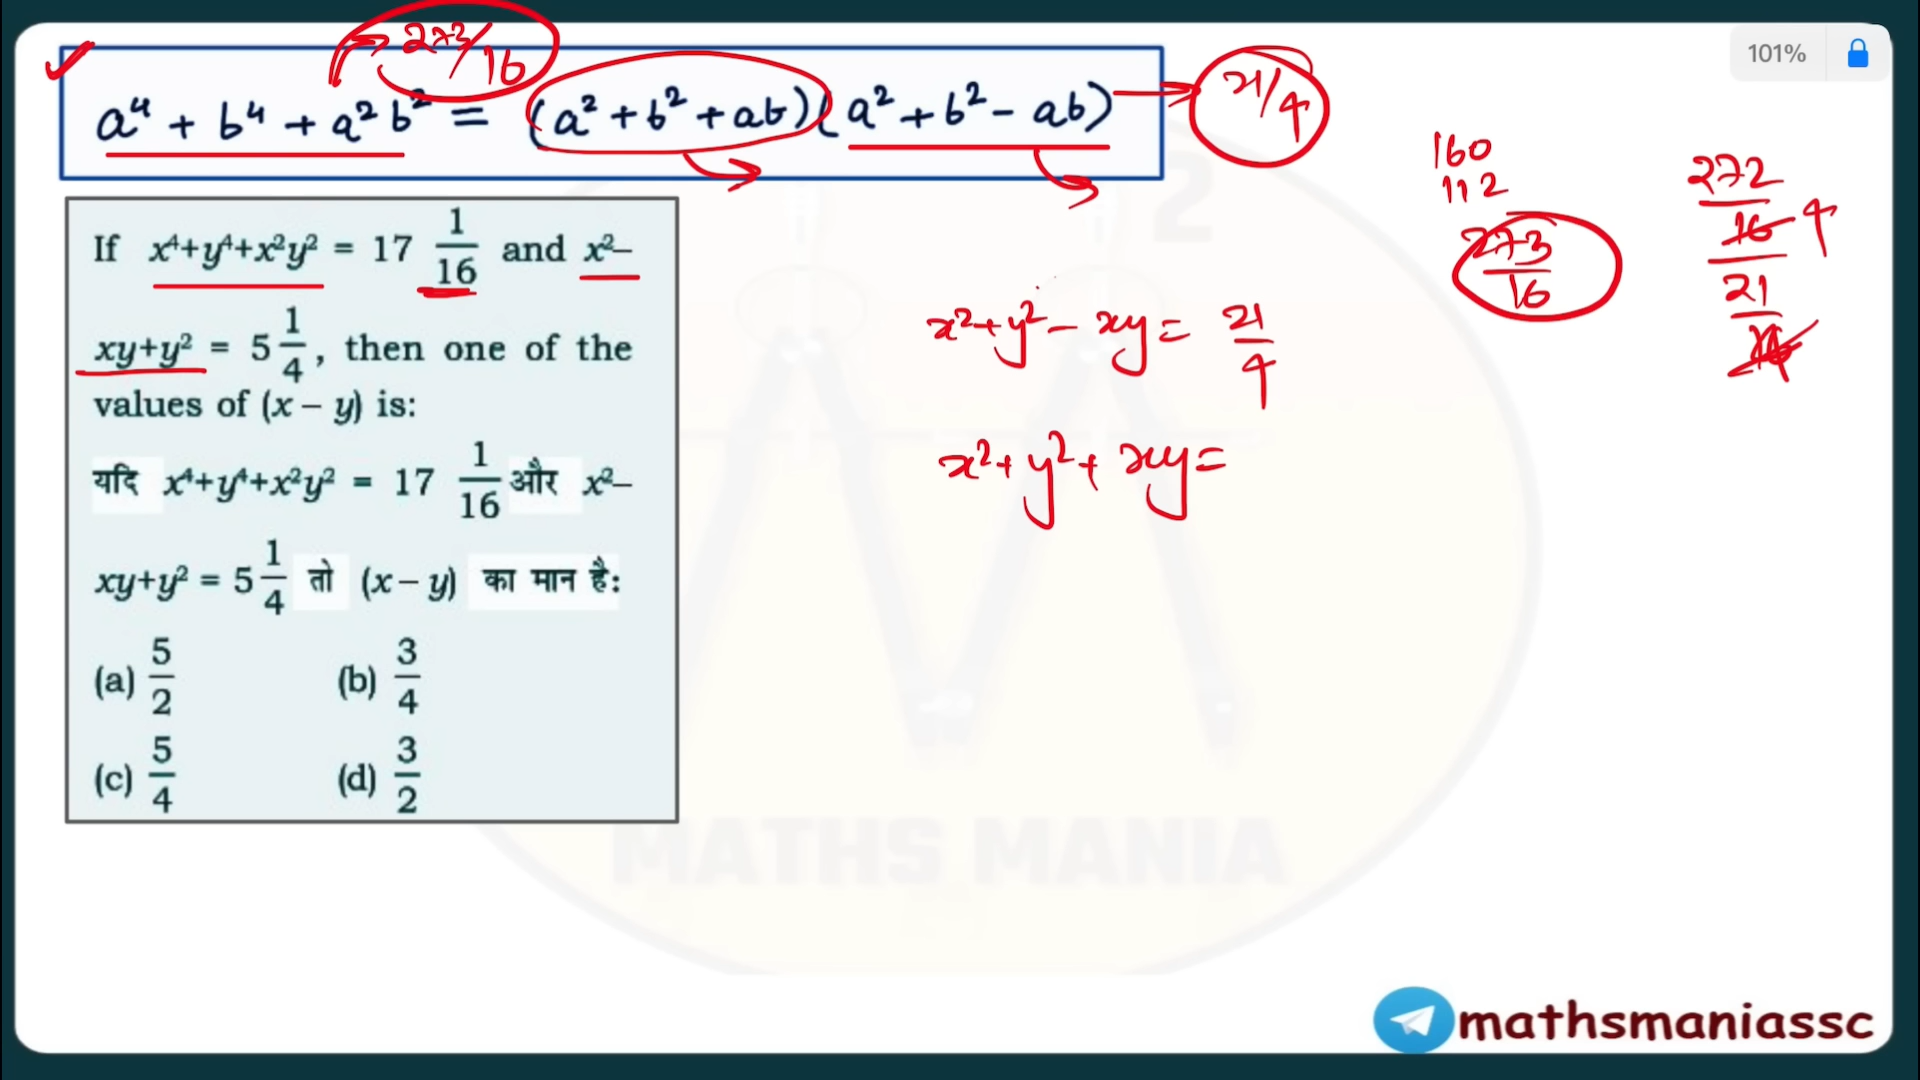 101%
273/16
a⁴ + b⁴ + a²b² = (a² + b² + ab)(a² + b² - ab)
21/4
160
112
273/16
272
16 4
21
If x⁴+y⁴+x²y² = 17 1/16 and x²–
xy+y² = 5 1/4, then one of the
values of (x – y) is:
यदि x⁴+y⁴+x²y² = 17 1/16 और x²–
xy+y² = 5 1/4 तो (x – y) का मान है:
(a) 5/2 (b) 3/4
(c) 5/4 (d) 3/2
x²+y²-xy = 21/4
x²+y²+xy =
MATHS MANIA
mathsmaniassc